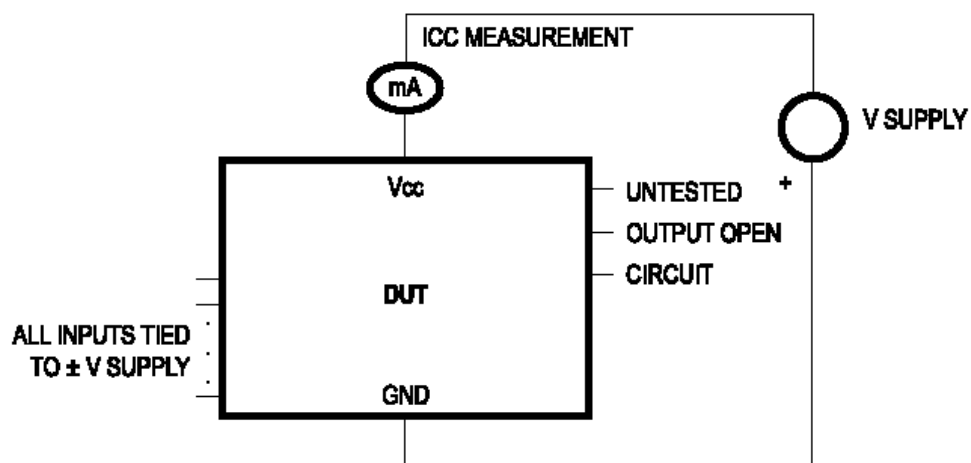 ICC MEASUREMENT
mA
V SUPPLY
+
Vcc
UNTESTED
OUTPUT OPEN
CIRCUIT
DUT
ALL INPUTS TIED
TO ± V SUPPLY
GND